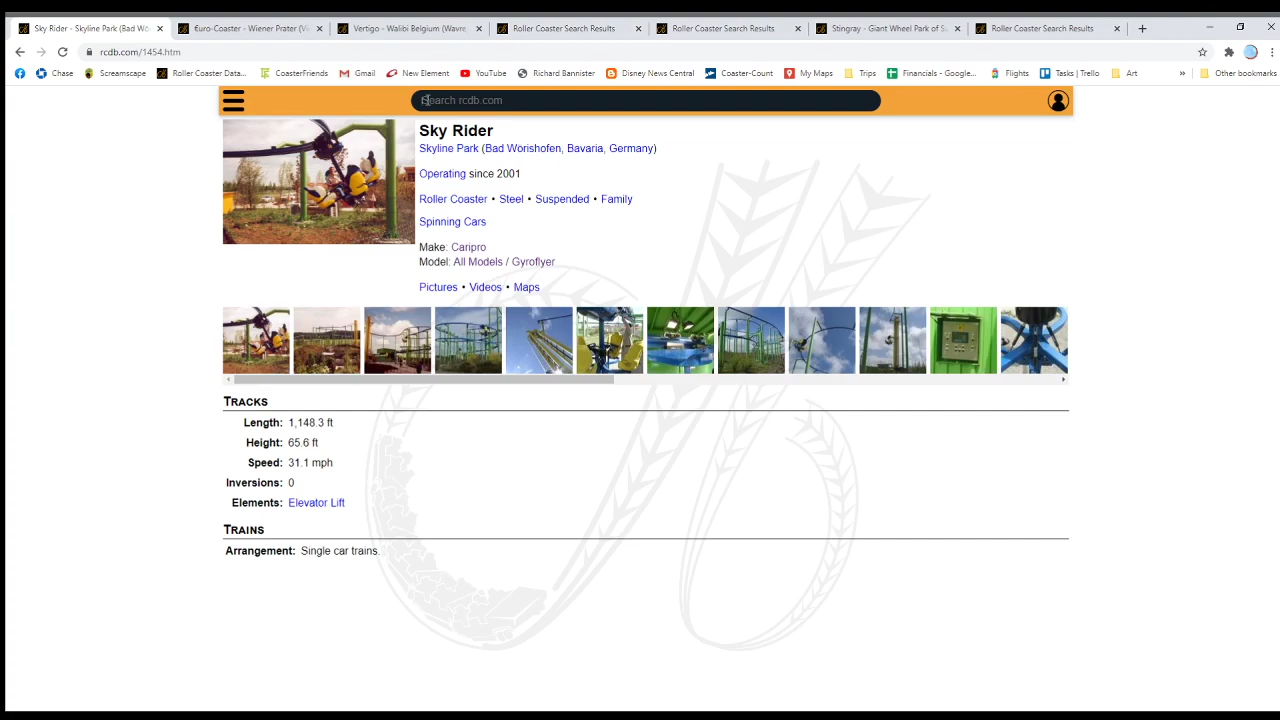 Sky Rider - Skyline Park (Bad Wö
€uro-Coaster - Wiener Prater (Vi
Vertigo - Walibi Belgium (Wavre,
Roller Coaster Search Results
Roller Coaster Search Results
Stingray - Giant Wheel Park of S
Roller Coaster Search Results
rcdb.com/1454.htm
Chase
Screamscape
Roller Coaster Data...
CoasterFriends
Gmail
New Element
YouTube
Richard Bannister
Disney News Central
Coaster-Count
My Maps
Trips
Financials - Google...
Flights
Tasks | Trello
Art
»
Other bookmarks
Search rcdb.com
Sky Rider
Skyline Park (Bad Wörishofen, Bavaria, Germany)
Operating since 2001
Roller Coaster • Steel • Suspended • Family
Spinning Cars
Make: Caripro
Model: All Models / Gyroflyer
Pictures • Videos • Maps
Tracks
Length: 1,148.3 ft
Height: 65.6 ft
Speed: 31.1 mph
Inversions: 0
Elements: Elevator Lift
Trains
Arrangement: Single car trains.